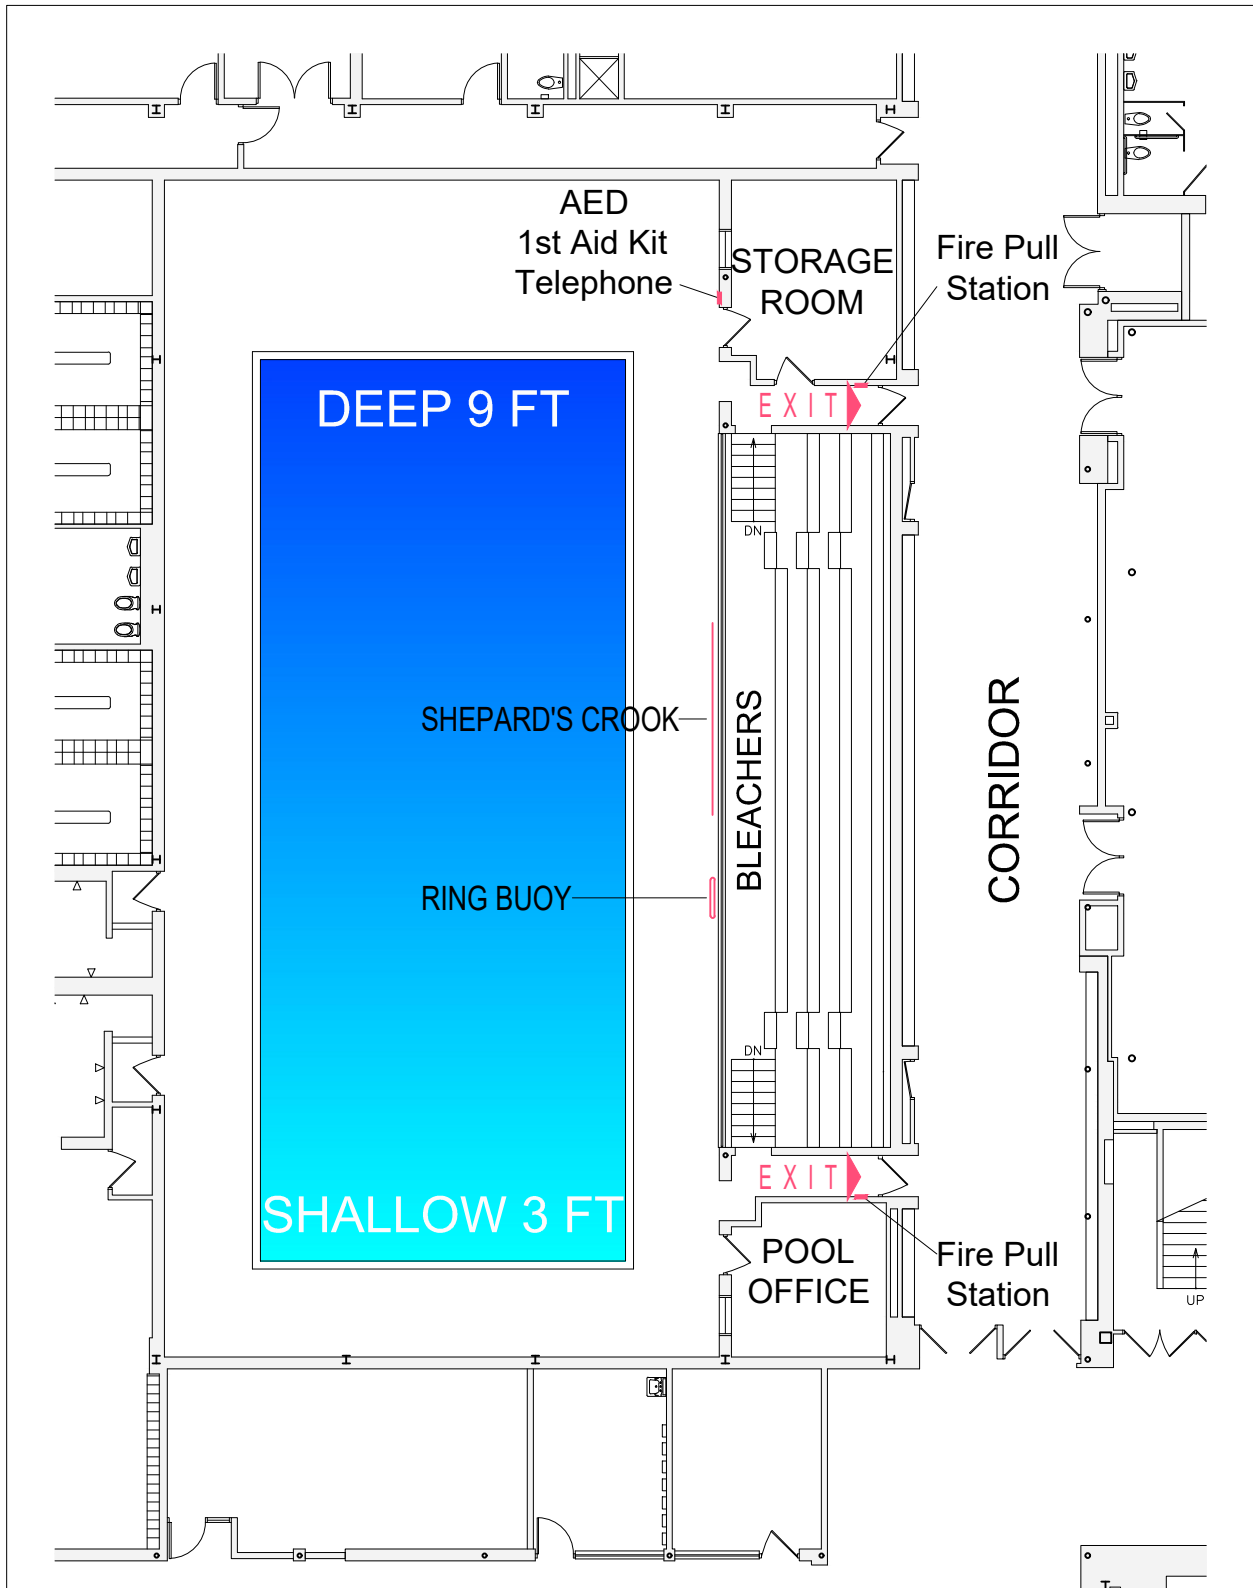 AED
1st Aid Kit
Telephone
STORAGE
ROOM
Fire Pull
Station
DEEP 9 FT
EXIT
DN
SHEPARD'S CROOK
BLEACHERS
CORRIDOR
RING BUOY
DN
EXIT
SHALLOW 3 FT
POOL
OFFICE
Fire Pull
Station
UP